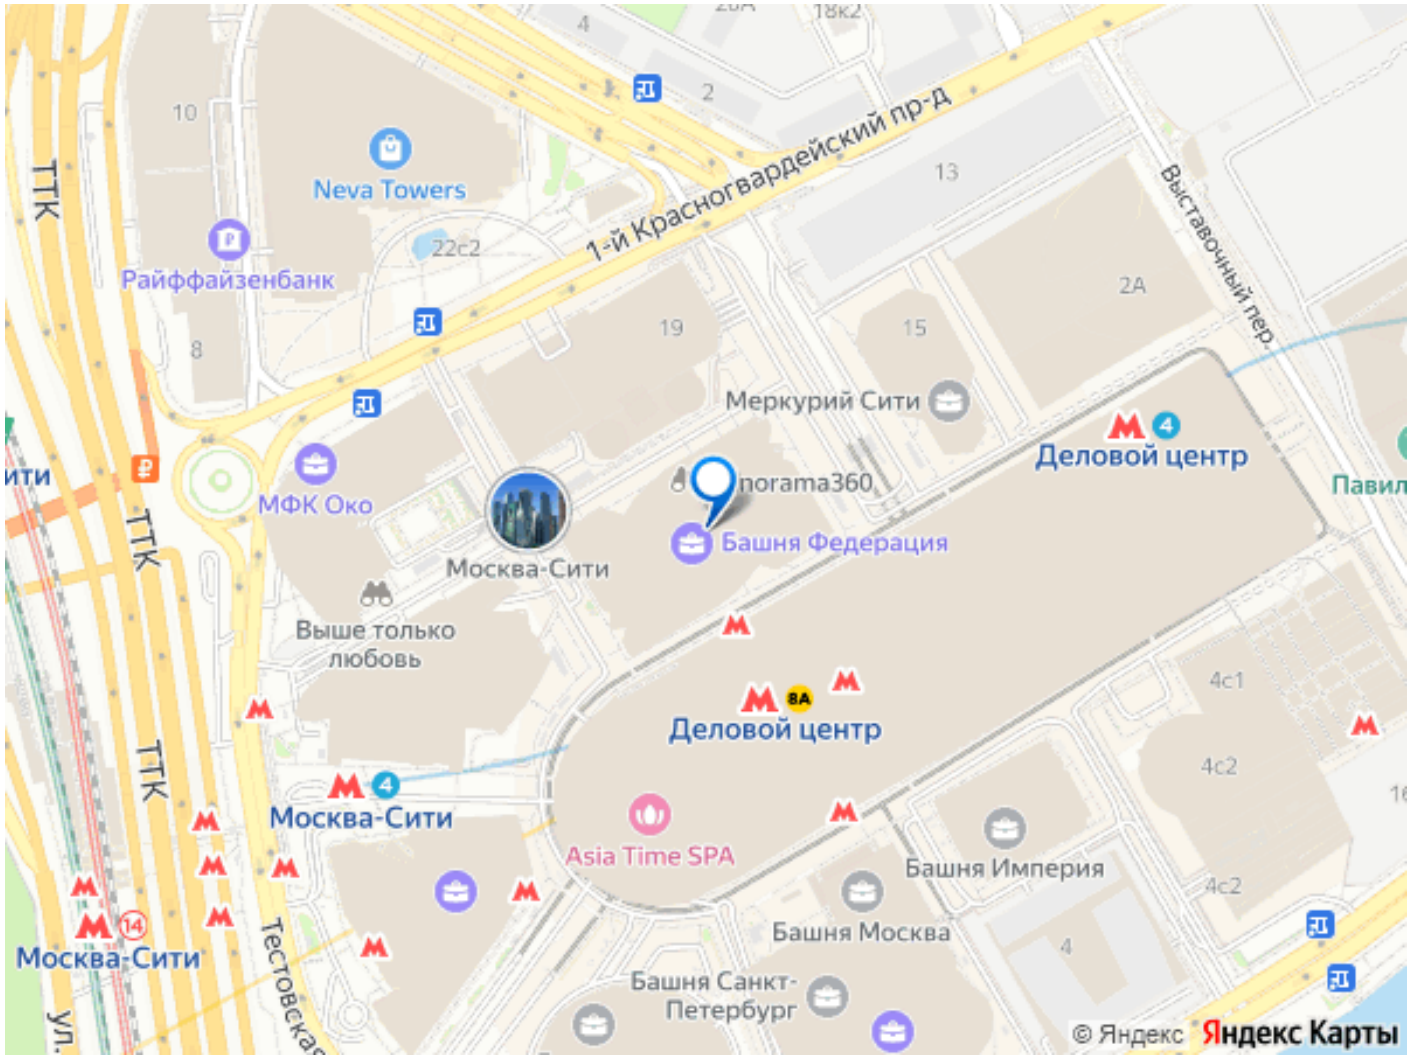 4
18к2
2
10
ТТК
Neva Towers
1-й Красногвардейский пр-д
13
Выставочный пер.
22с2
Райффайзенбанк
2А
19
15
8
Меркурий Сити
4
Деловой центр
МФК Око
norama360
Башня Федерация
Москва-Сити
ТТК
Выше только
любовь
8А
Деловой центр
4с1
4с2
ТТК
4
Москва-Сити
Asia Time SPA
Башня Империя
4с2
14
Москва-Сити
Тестовская
Башня Москва
4
Башня Санкт-
Петербург
ул.
© Яндекс Яндекс Карты